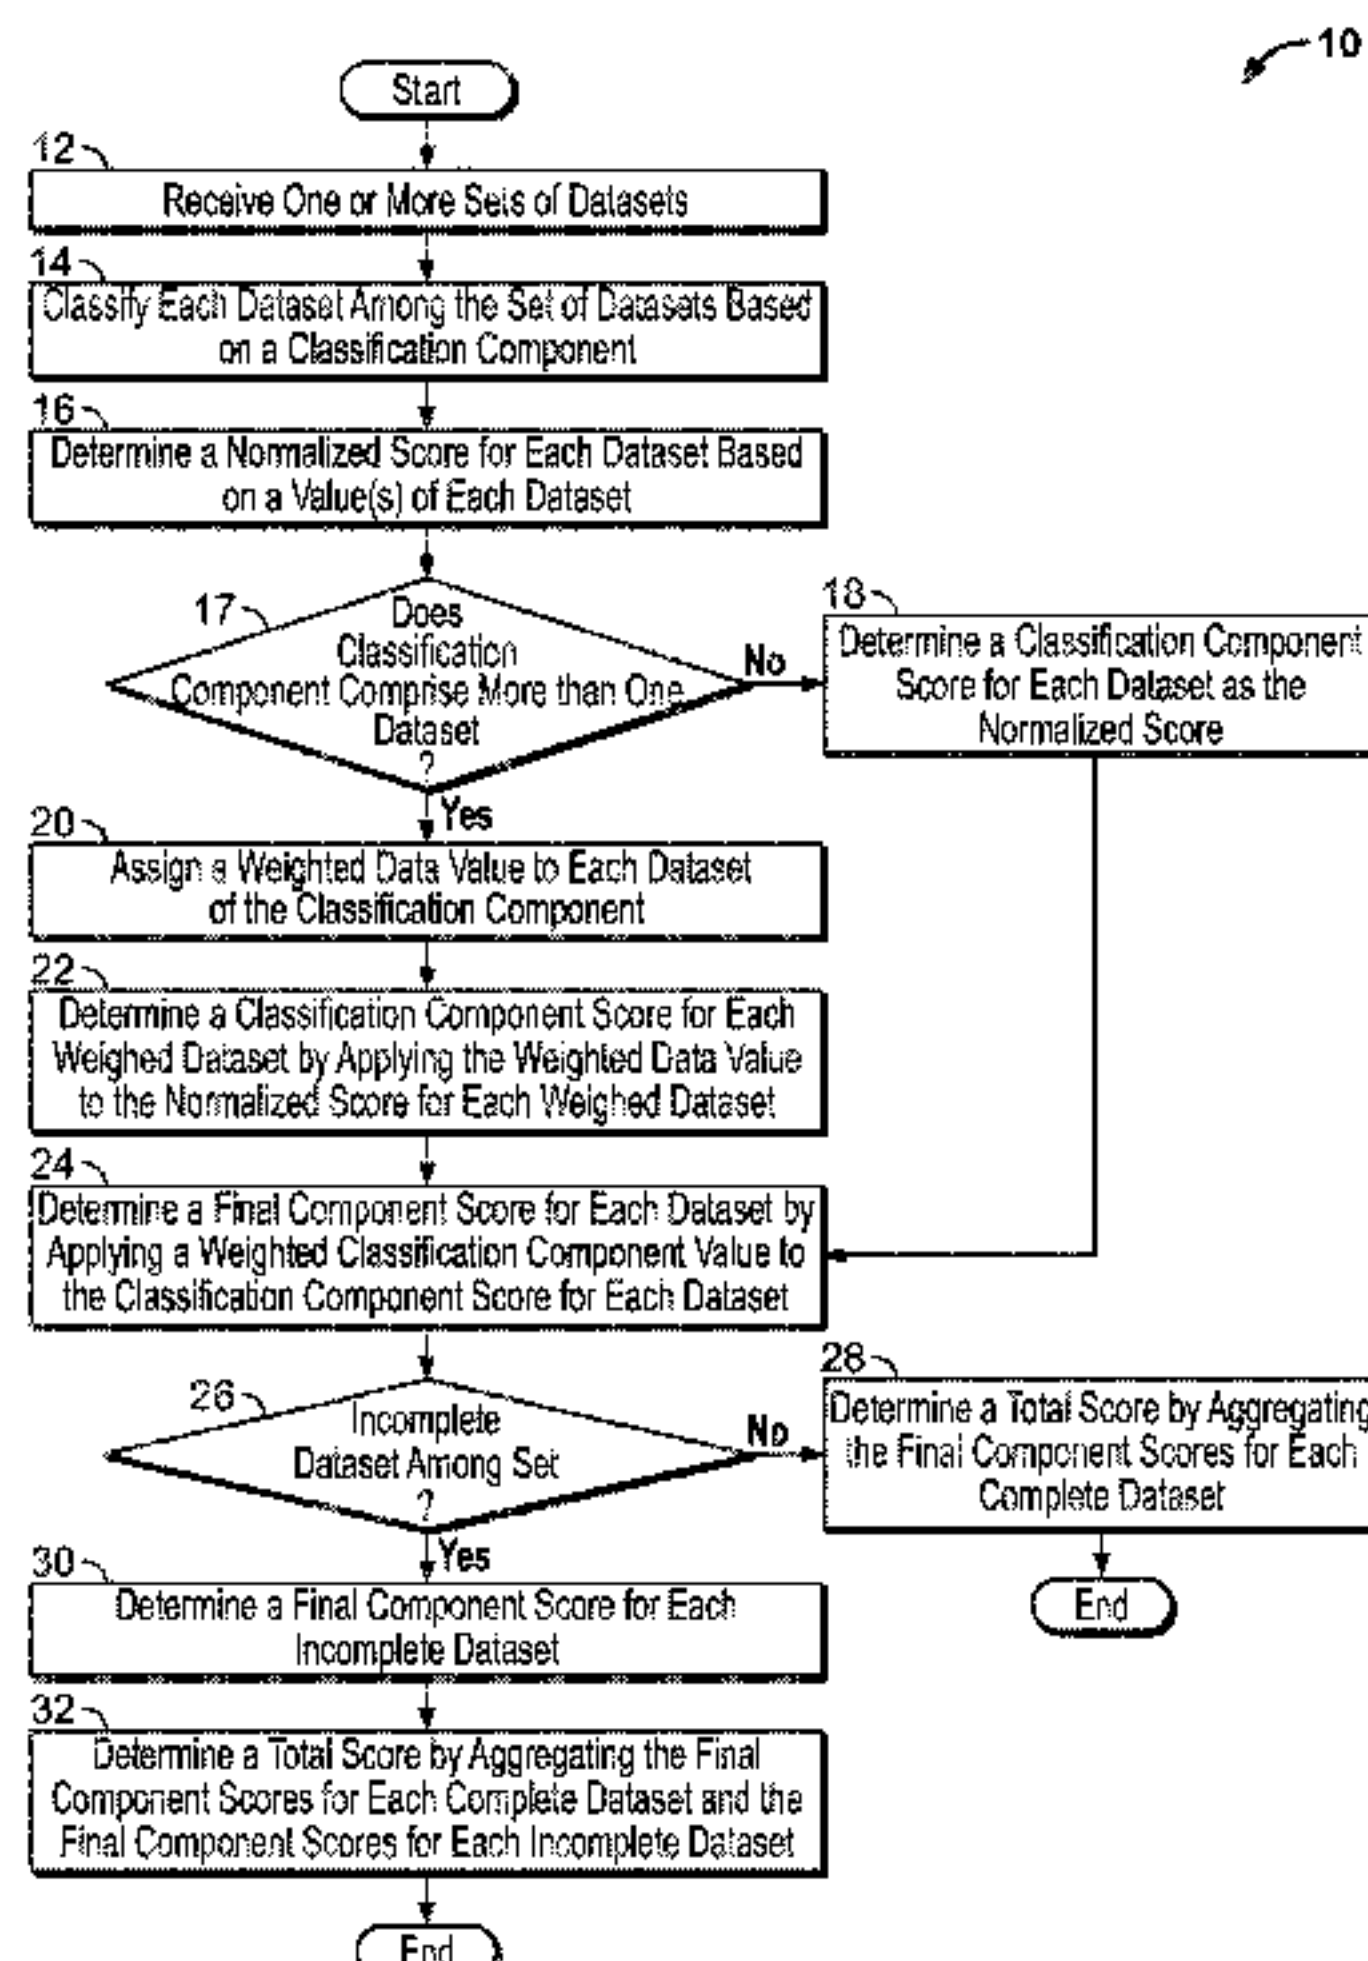 10
Start
12
Receive One or More Sets of Datasets
14
Classify Each Dataset Among the Set of Datasets Based
on a Classification Component
16
Determine a Normalized Score for Each Dataset Based
on a Value(s) of Each Dataset
17
Does
Classification
Component Comprise More than One
Dataset
?
No
18
Determine a Classification Component
Score for Each Dataset as the
Normalized Score
Yes
20
Assign a Weighted Data Value to Each Dataset
of the Classification Component
22
Determine a Classification Component Score for Each
Weighed Dataset by Applying the Weighted Data Value
to the Normalized Score for Each Weighed Dataset
24
Determine a Final Component Score for Each Dataset by
Applying a Weighted Classification Component Value to
the Classification Component Score for Each Dataset
26
Incomplete
Dataset Among Set
?
No
28
Determine a Total Score by Aggregating
the Final Component Scores for Each
Complete Dataset
End
Yes
30
Determine a Final Component Score for Each
Incomplete Dataset
32
Determine a Total Score by Aggregating the Final
Component Scores for Each Complete Dataset and the
Final Component Scores for Each Incomplete Dataset
End